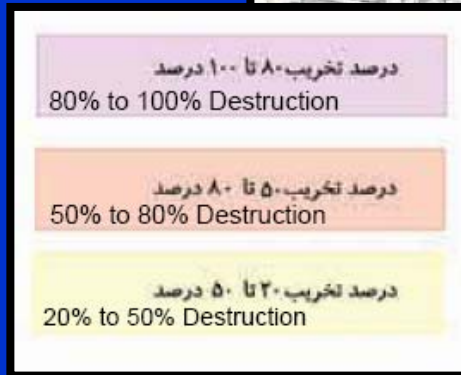 درصد تخریب ۸۰ تا ۱۰۰ درصد
80% to 100% Destruction
درصد تخریب ۵۰ تا ۸۰ درصد
50% to 80% Destruction
درصد تخریب ۲۰ تا ۵۰ درصد
20% to 50% Destruction